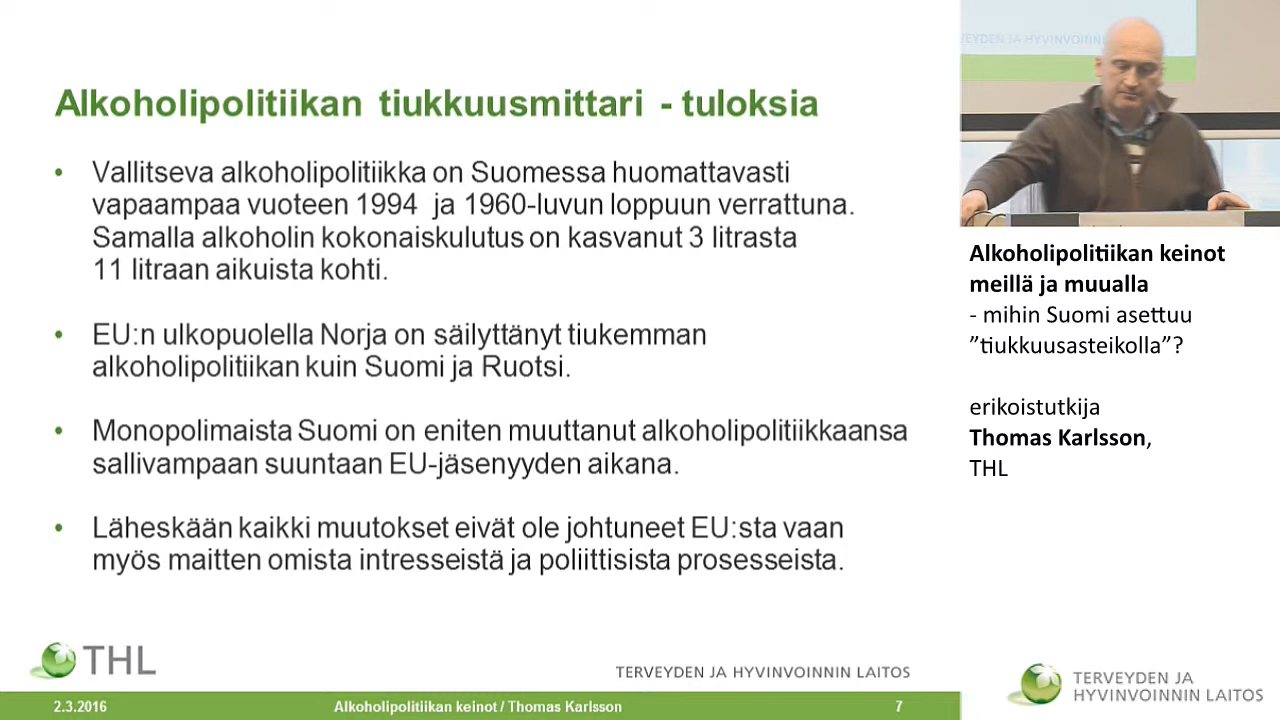 Alkoholipolitiikan tiukkuusmittari - tuloksia
• Vallitseva alkoholipolitiikka on Suomessa huomattavasti
vapaampaa vuoteen 1994 ja 1960-luvun loppuun verrattuna.
Samalla alkoholin kokonaiskulutus on kasvanut 3 litrasta
11 litraan aikuista kohti.
• EU:n ulkopuolella Norja on säilyttänyt tiukemman
alkoholipolitiikan kuin Suomi ja Ruotsi.
• Monopolimaista Suomi on eniten muuttanut alkoholipolitiikkaansa
sallivampaan suuntaan EU-jäsenyyden aikana.
• Läheskään kaikki muutokset eivät ole johtuneet EU:sta vaan
myös maitten omista intresseistä ja poliittisista prosesseista.
THL
TERVEYDEN JA HYVINVOINNIN LAITOS
2.3.2016
Alkoholipolitiikan keinot / Thomas Karlsson
7
TERVEYDEN JA HYVINVOINNIN
Alkoholipolitiikan keinot
meillä ja muualla
- mihin Suomi asettuu
”tiukkuusasteikolla”?
erikoistutkija
Thomas Karlsson,
THL
TERVEYDEN JA
HYVINVOINNIN LAITOS